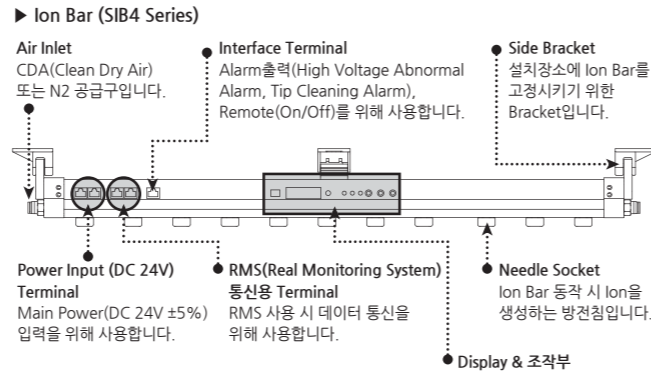 ▶ Ion Bar (SIB4 Series)
Air Inlet
CDA(Clean Dry Air)
또는 N2 공급구입니다.
Interface Terminal
Alarm출력(High Voltage Abnormal
Alarm, Tip Cleaning Alarm),
Remote(On/Off)를 위해 사용합니다.
Side Bracket
설치장소에 Ion Bar를
고정시키기 위한
Bracket입니다.
Power Input (DC 24V)
Terminal
Main Power(DC 24V ±5%)
입력을 위해 사용합니다.
RMS(Real Monitoring System)
통신용 Terminal
RMS 사용 시 데이터 통신을
위해 사용합니다.
Needle Socket
Ion Bar 동작 시 Ion을
생성하는 방전침입니다.
Display & 조작부